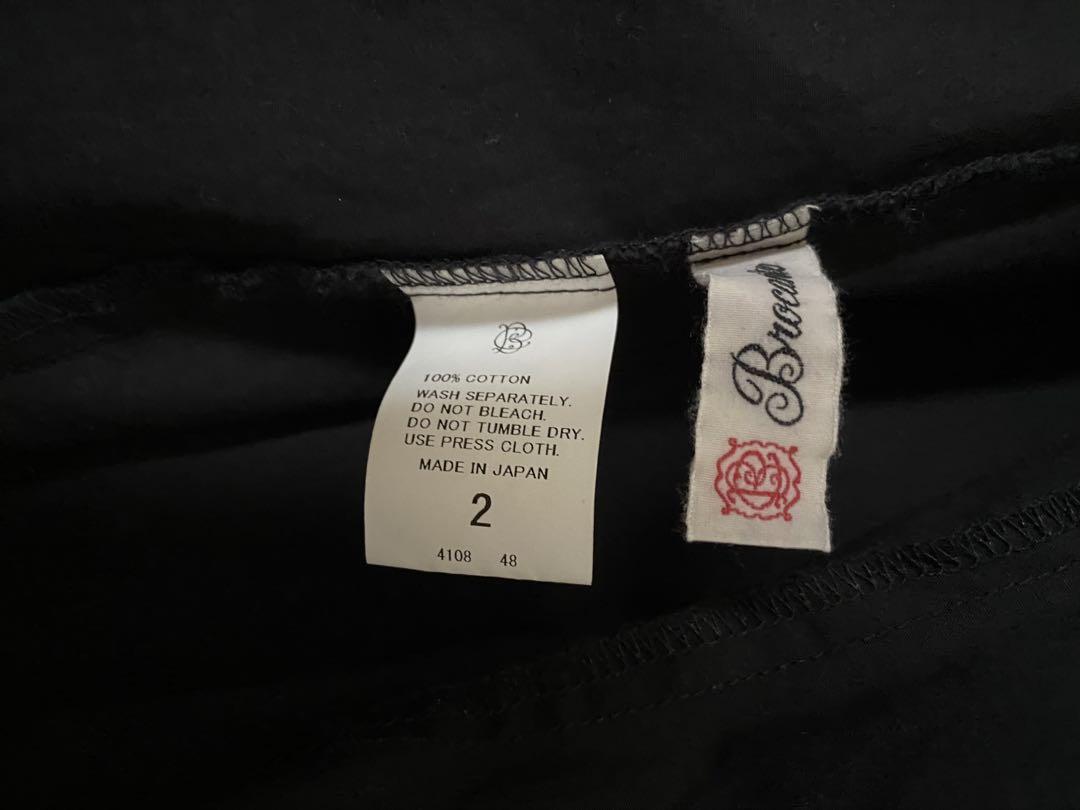 100% COTTON
WASH SEPARATELY.
DO NOT BLEACH.
DO NOT TUMBLE DRY.
USE PRESS CLOTH.
MADE IN JAPAN
2
4108 48
Brocante